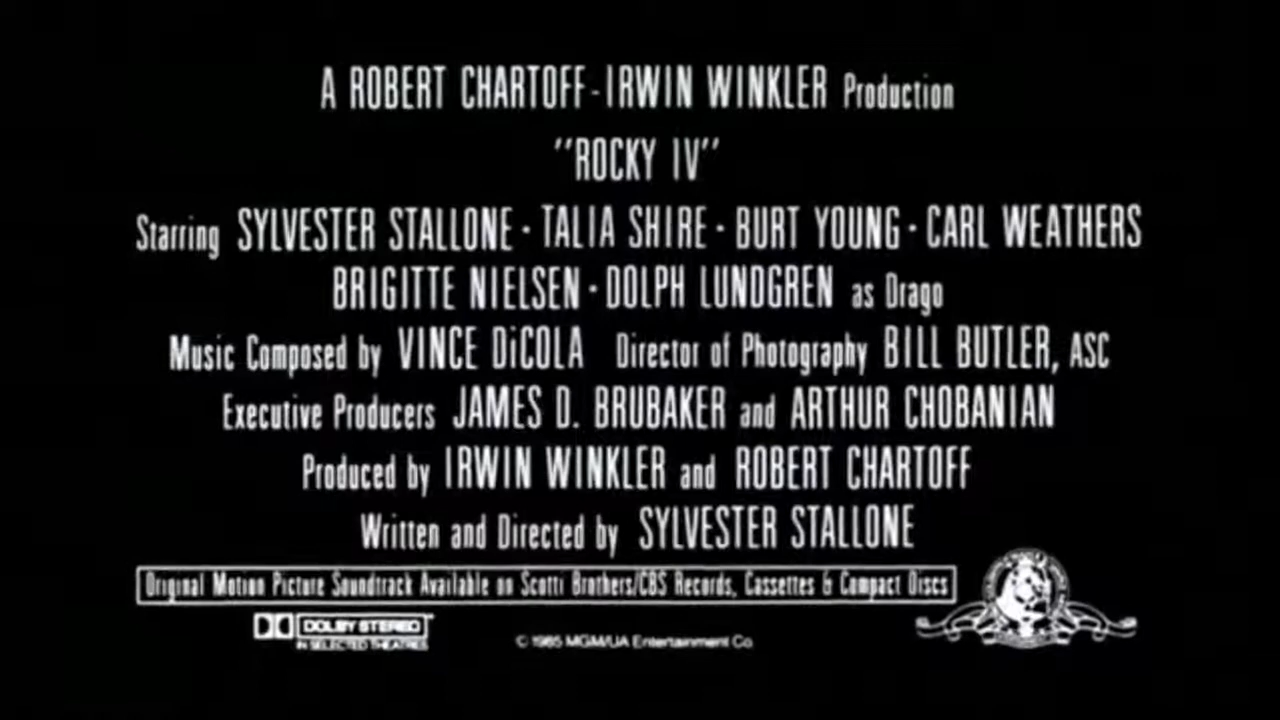 A ROBERT CHARTOFF-IRWIN WINKLER Production
"ROCKY IV"
Starring SYLVESTER STALLONE · TALIA SHIRE · BURT YOUNG · CARL WEATHERS
BRIGITTE NIELSEN · DOLPH LUNDGREN as Drago
Music Composed by VINCE DiCOLA Director of Photography BILL BUTLER, ASC
Executive Producers JAMES D. BRUBAKER and ARTHUR CHOBANIAN
Produced by IRWIN WINKLER and ROBERT CHARTOFF
Written and Directed by SYLVESTER STALLONE
Original Motion Picture Soundtrack Available on Scotti Brothers/CBS Records, Cassettes & Compact Discs
DOLBY STEREO
IN SELECTED THEATRES
© 1985 MGM/UA Entertainment Co